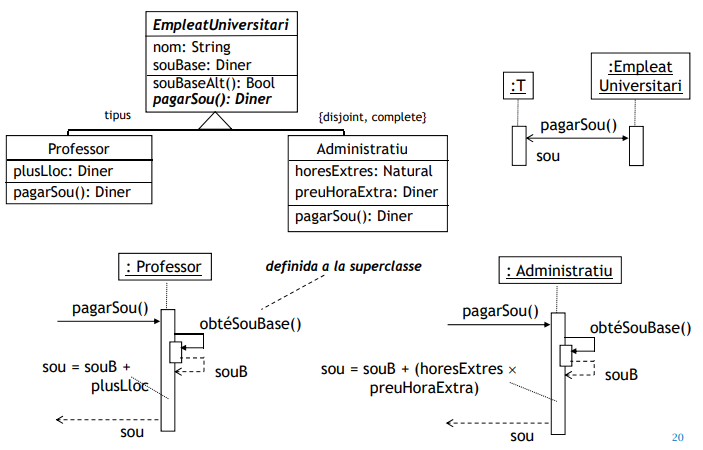 EmpleatUniversitari
nom: String
souBase: Diner
souBaseAlt(): Bool
pagarSou(): Diner
tipus
{disjoint, complete}
Professor
plusLloc: Diner
pagarSou(): Diner
Administratiu
horesExtres: Natural
preuHoraExtra: Diner
pagarSou(): Diner
:T
:Empleat
Universitari)
pagarSou()
sou
: Professor
definida a la superclasse
pagarSou()
obtéSouBase()
souB
sou = souB +
plusLloc
sou
: Administratiu
pagarSou()
obtéSouBase()
souB
sou = souB + (horesExtres ×
preuHoraExtra)
sou
20